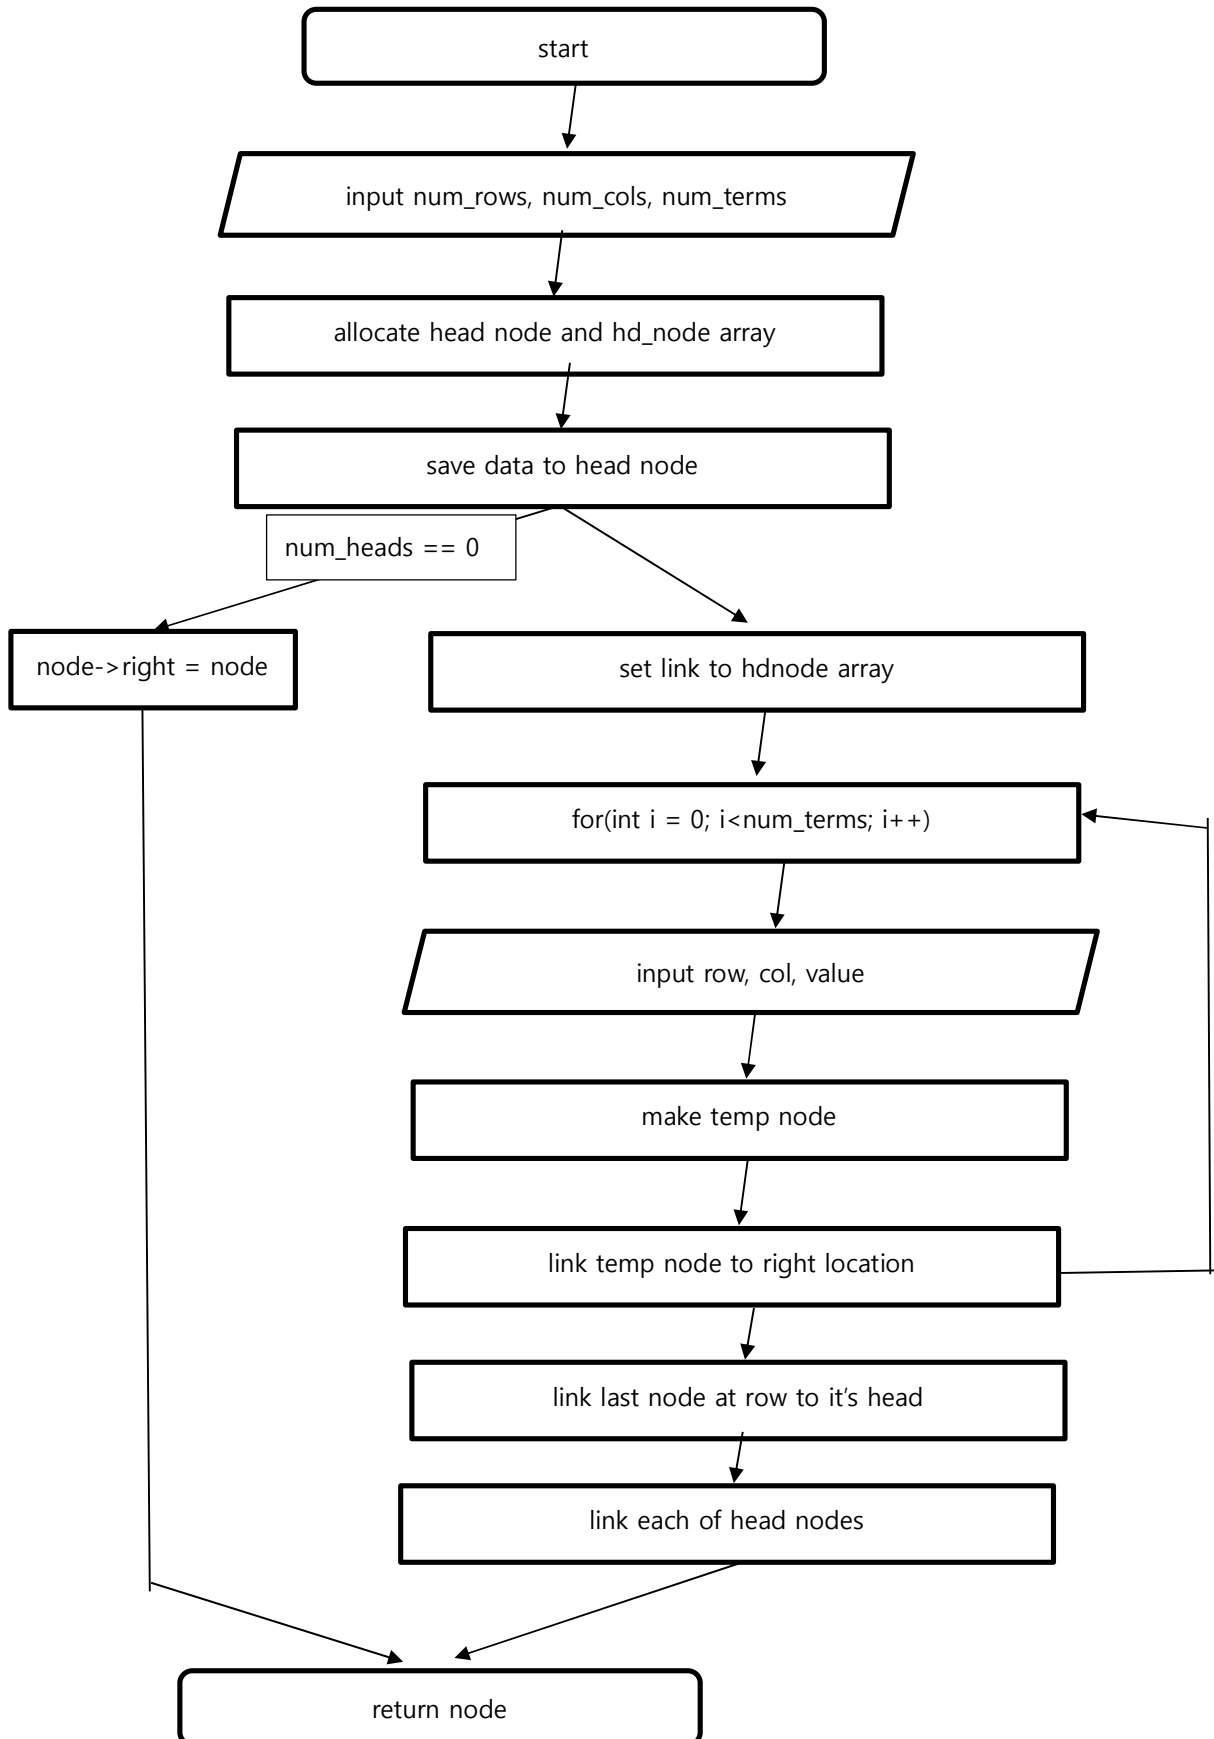 start
input num_rows, num_cols, num_terms
allocate head node and hd_node array
save data to head node
num_heads == 0
node->right = node
set link to hdnode array
for(int i = 0; i<num_terms; i++)
input row, col, value
make temp node
link temp node to right location
link last node at row to it’s head
link each of head nodes
return node